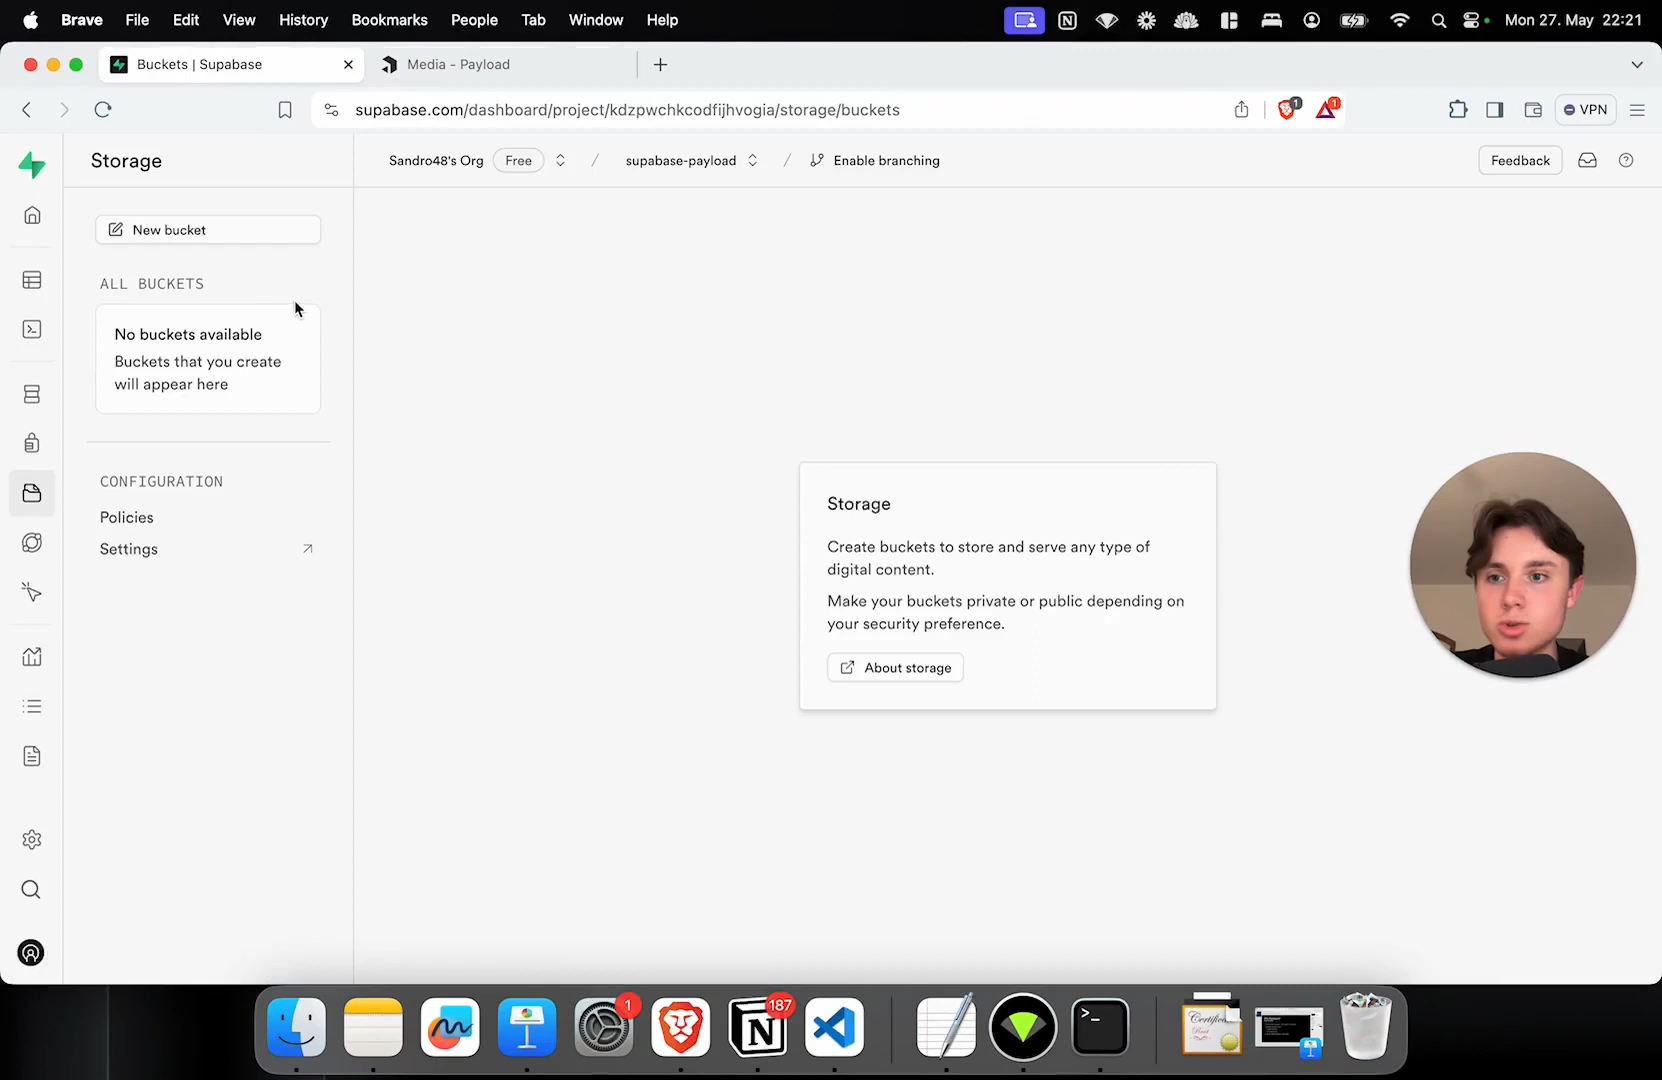 Brave File Edit View History Bookmarks People Tab Window Help Mon 27. May 22:21
Buckets | Supabase
Media - Payload
supabase.com/dashboard/project/kdzpwchkcodfijhvogia/storage/buckets
1
1
VPN
Storage
Sandro48's Org Free / supabase-payload / Enable branching
Feedback
New bucket
ALL BUCKETS
No buckets available
Buckets that you create
will appear here
CONFIGURATION
Policies
Settings
Storage
Create buckets to store and serve any type of
digital content.
Make your buckets private or public depending on
your security preference.
About storage
1
187